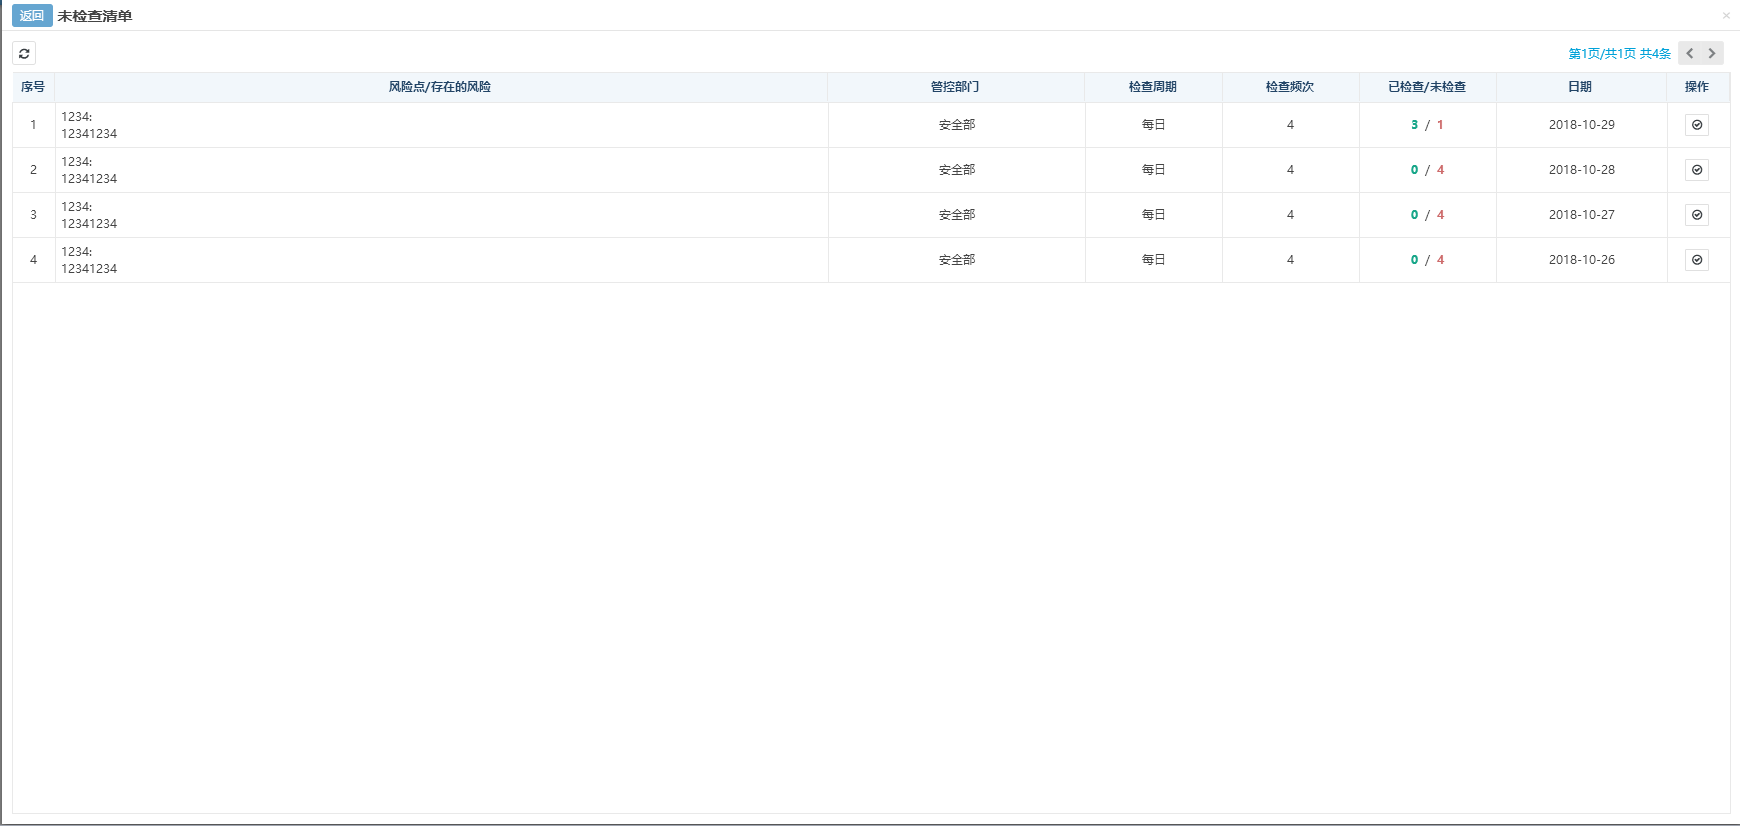 返回 未检查清单
第1页/共1页 共4条
序号 风险点/存在的风险 管控部门 检查周期 检查频次 已检查/未检查 日期 操作
1 1234: 安全部 每日 4 3 / 1 2018-10-29
12341234
2 1234: 安全部 每日 4 0 / 4 2018-10-28
12341234
3 1234: 安全部 每日 4 0 / 4 2018-10-27
12341234
4 1234: 安全部 每日 4 0 / 4 2018-10-26
12341234